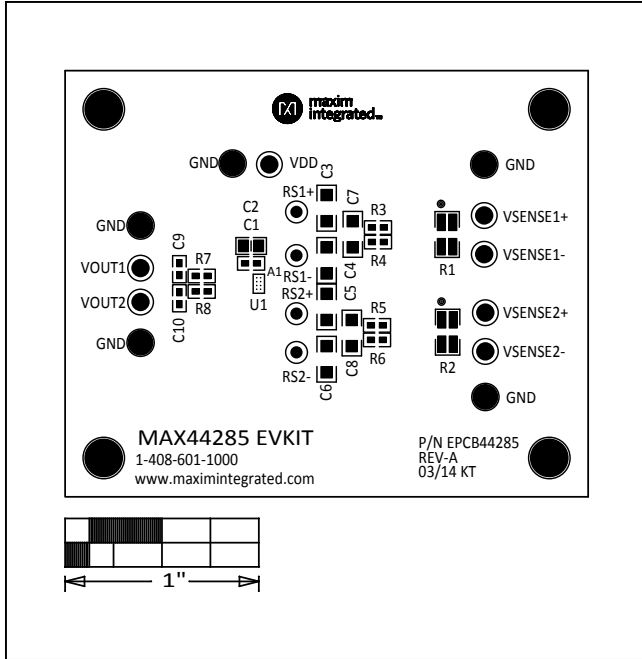 maxim
integrated™
GND
VDD
GND
C3
RS1+
C7
R3
VSENSE1+
GND
C2
C1
R4
C9
VOUT1
R7
A1
RS1-
C4
R1
VSENSE1-
RS2+
C5
VOUT2
R8
U1
R5
VSENSE2+
C10
GND
R6
C8
VSENSE2-
RS2-
R2
C6
GND
MAX44285 EVKIT
1-408-601-1000
www.maximintegrated.com
P/N EPCB44285
REV-A
03/14 KT
1"